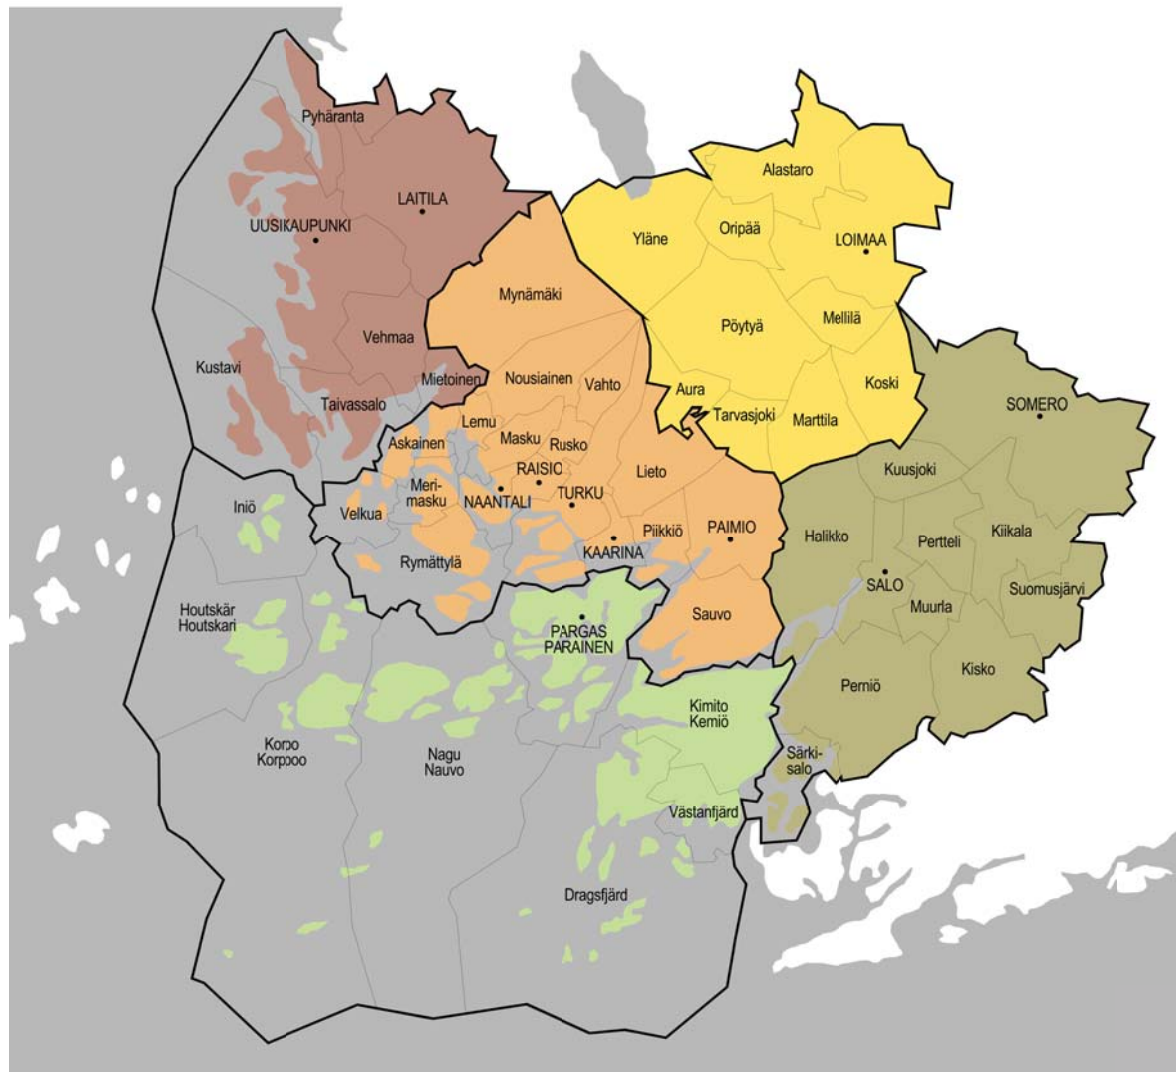 Pyhäranta
LAITILA
UUSIKAUPUNKI
Vehmaa
Kustavi
Taivassalo
Mietoinen
Mynämäki
Nousiainen
Vahto
Lemu
Askainen
Masku
Rusko
RAISIO
Lieto
Meri-
masku
NAANTALI
TURKU
Velkua
Piikkiö
PAIMIO
KAARINA
Rymättylä
Sauvo
Alastaro
Yläne
Oripää
LOIMAA
Pöytyä
Mellilä
Aura
Koski
Tarvasjoki
Marttila
SOMERO
Kuusjoki
Halikko
Pertteli
Kiikala
SALO
Suomusjärvi
Muurla
Kisko
Perniö
Särki-
salo
Iniö
Houtskär
Houtskari
PARGAS
PARAINEN
Kimito
Kemiö
Korpo
Korppoo
Nagu
Nauvo
Västanfjärd
Dragsfjärd